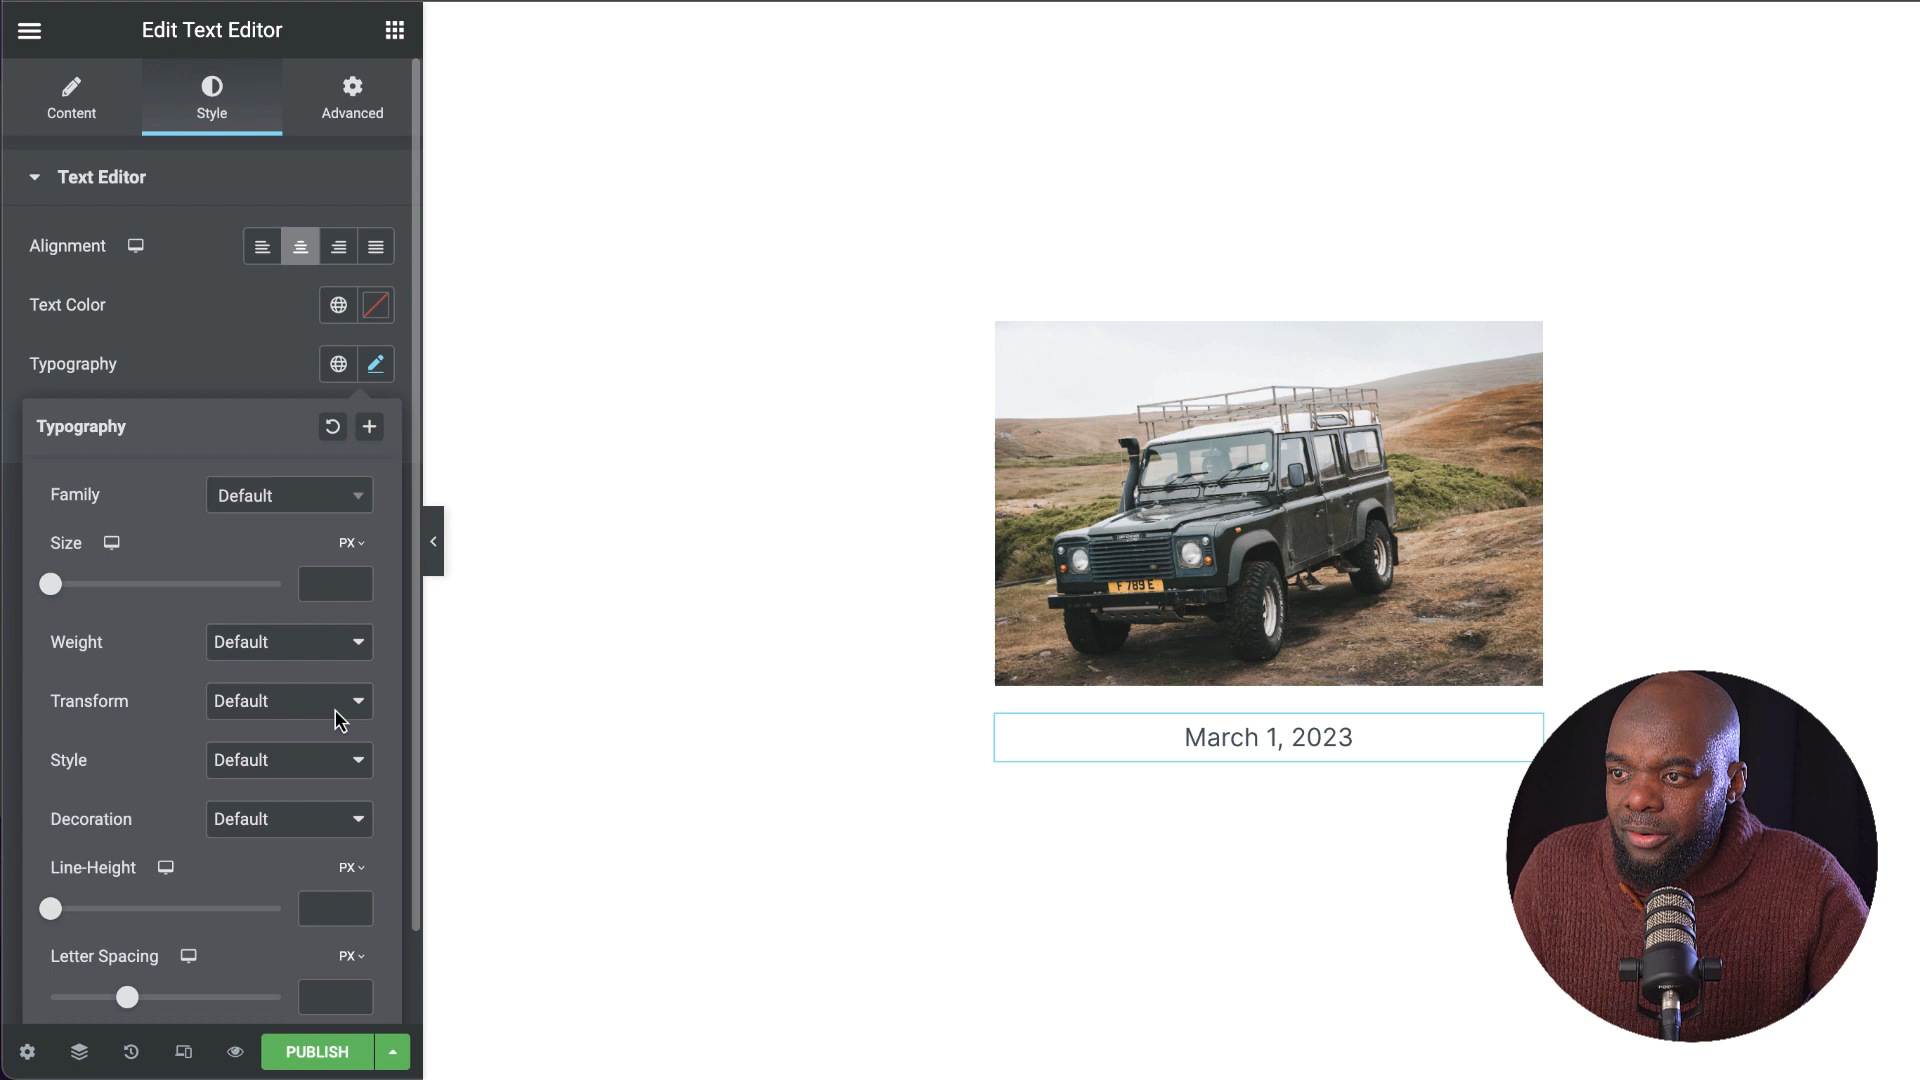 Edit Text Editor
Content
Style
Advanced
Text Editor
Alignment
Text Color
Typography
Typography
Family
Default
Size
PX
Weight
Default
Transform
Default
Style
Default
Decoration
Default
Line-Height
PX
Letter Spacing
PX
PUBLISH
F 789 E
March 1, 2023